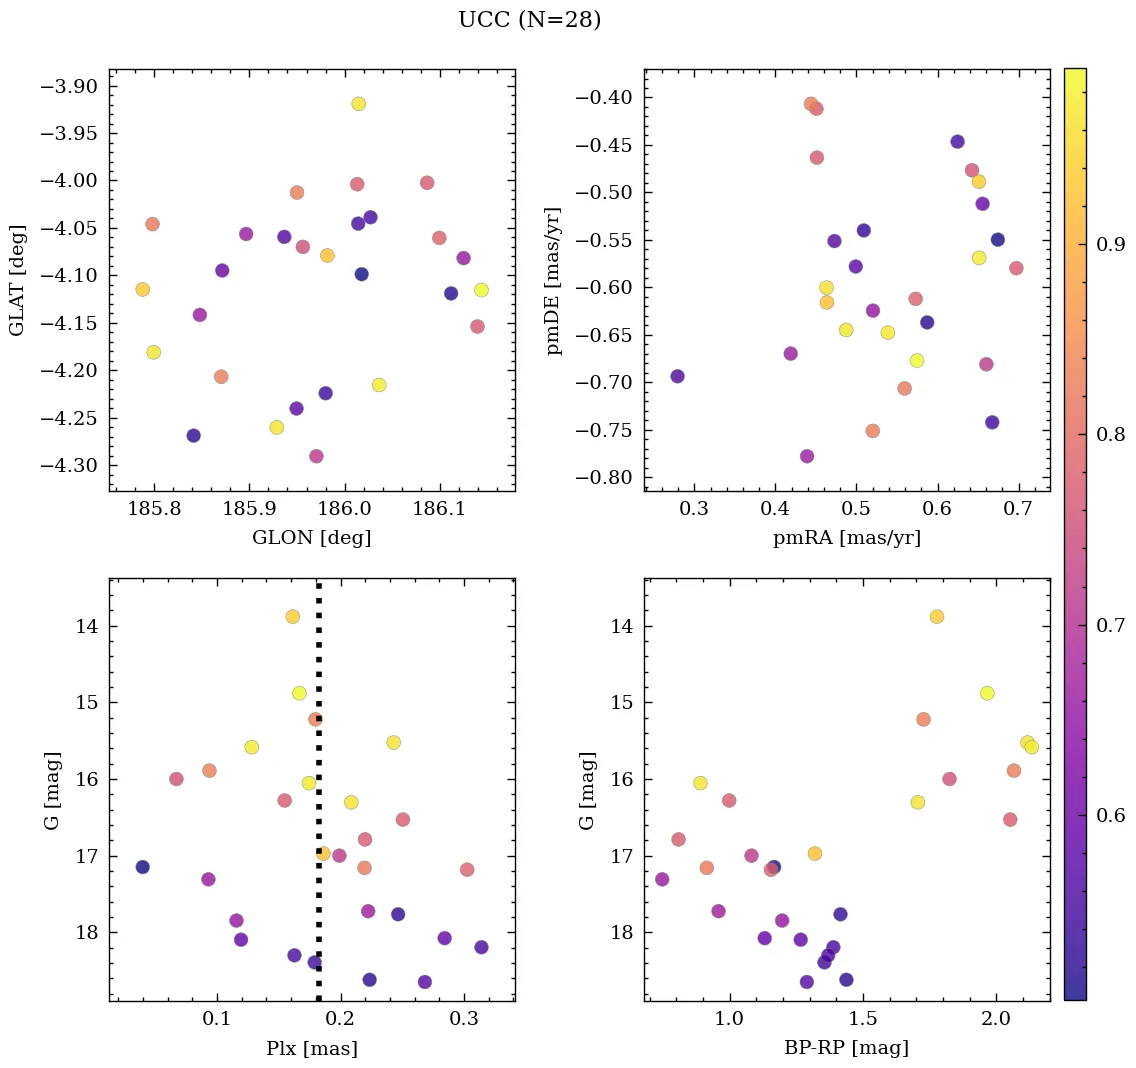 UCC (N=28)
−3.90
−3.95
−4.00
−4.05
−4.10
−4.15
−4.20
−4.25
−4.30
GLAT [deg]
185.8 185.9 186.0 186.1
GLON [deg]
−0.40
−0.45
−0.50
−0.55
−0.60
−0.65
−0.70
−0.75
−0.80
pmDE [mas/yr]
0.3 0.4 0.5 0.6 0.7
pmRA [mas/yr]
14
15
16
17
18
G [mag]
0.1 0.2 0.3
Plx [mas]
14
15
16
17
18
G [mag]
1.0 1.5 2.0
BP-RP [mag]
0.9
0.8
0.7
0.6